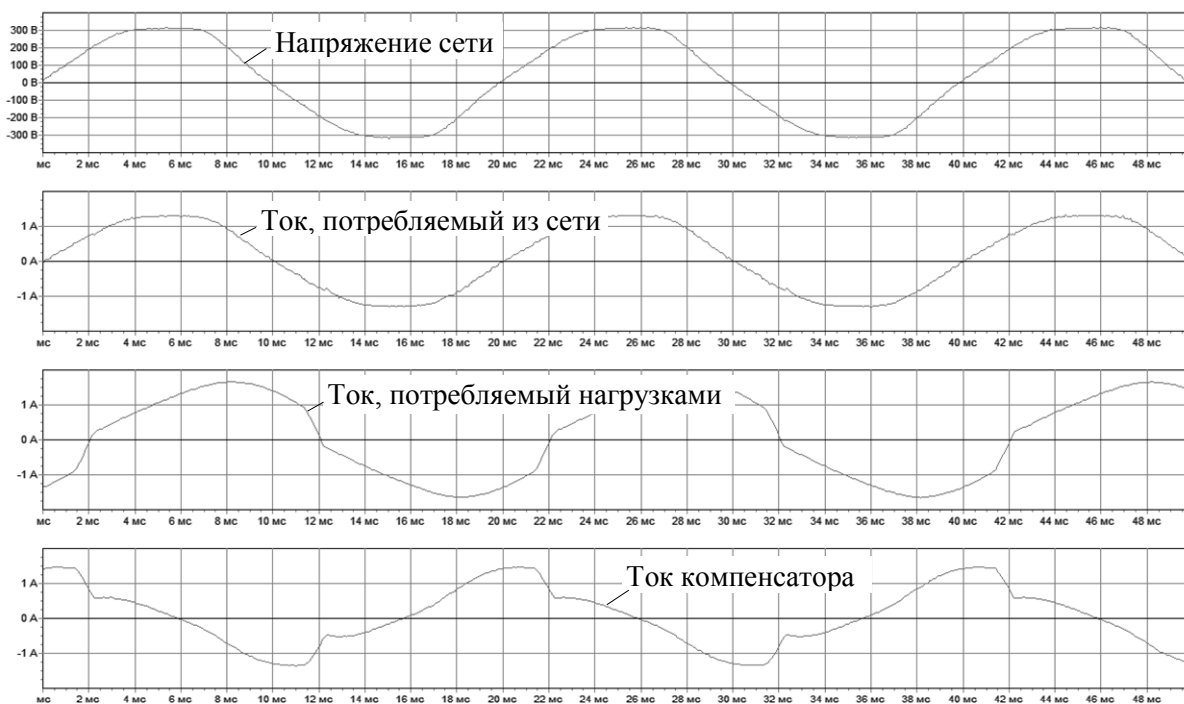 300 В
200 В
100 В
0 В
-100 В
-200 В
-300 В
Напряжение сети
мс 2 мс 4 мс 6 мс 8 мс 10 мс 12 мс 14 мс 16 мс 18 мс 20 мс 22 мс 24 мс 26 мс 28 мс 30 мс 32 мс 34 мс 36 мс 38 мс 40 мс 42 мс 44 мс 46 мс 48 мс
1 А
0 А
-1 А
Ток, потребляемый из сети
мс 2 мс 4 мс 6 мс 8 мс 10 мс 12 мс 14 мс 16 мс 18 мс 20 мс 22 мс 24 мс 26 мс 28 мс 30 мс 32 мс 34 мс 36 мс 38 мс 40 мс 42 мс 44 мс 46 мс 48 мс
1 А
0 А
-1 А
Ток, потребляемый нагрузками
мс 2 мс 4 мс 6 мс 8 мс 10 мс 12 мс 14 мс 16 мс 18 мс 20 мс 22 мс 24 мс 26 мс 28 мс 30 мс 32 мс 34 мс 36 мс 38 мс 40 мс 42 мс 44 мс 46 мс 48 мс
1 А
0 А
-1 А
Ток компенсатора
мс 2 мс 4 мс 6 мс 8 мс 10 мс 12 мс 14 мс 16 мс 18 мс 20 мс 22 мс 24 мс 26 мс 28 мс 30 мс 32 мс 34 мс 36 мс 38 мс 40 мс 42 мс 44 мс 46 мс 48 мс